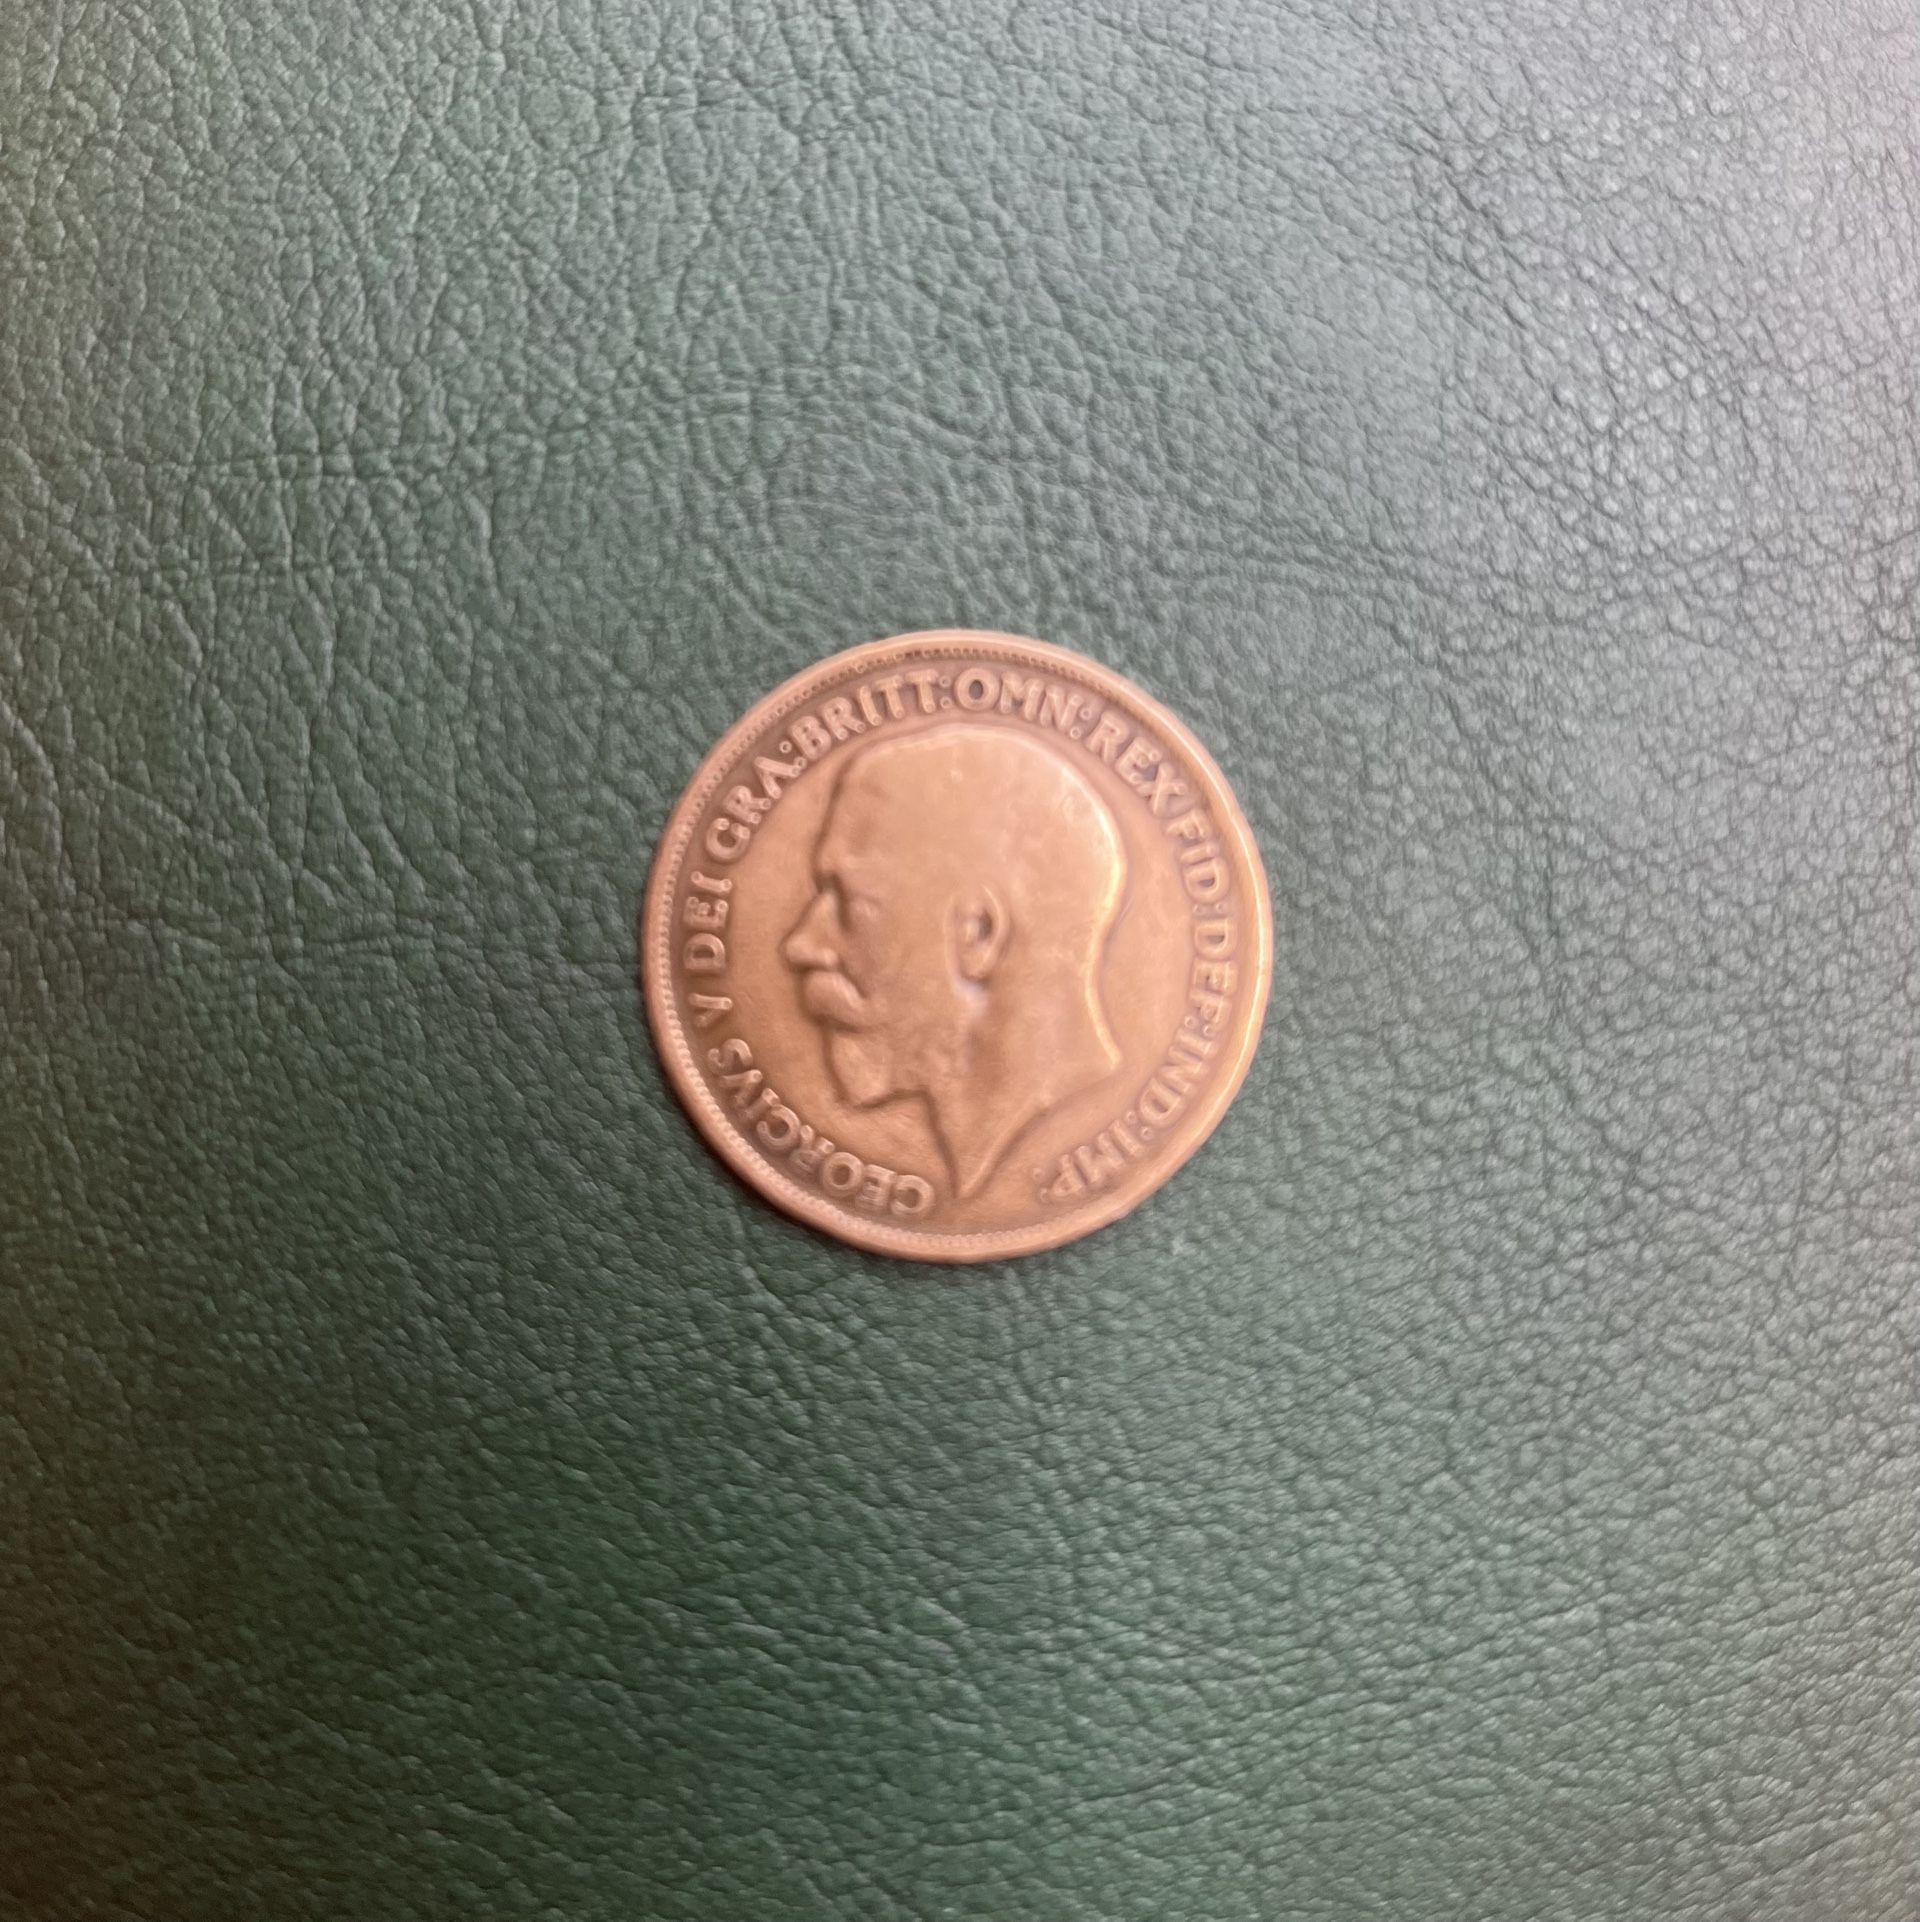 GEORGIVS V DEI GRA:BRITT:OMN:REX FID:DEF:IND:IMP: